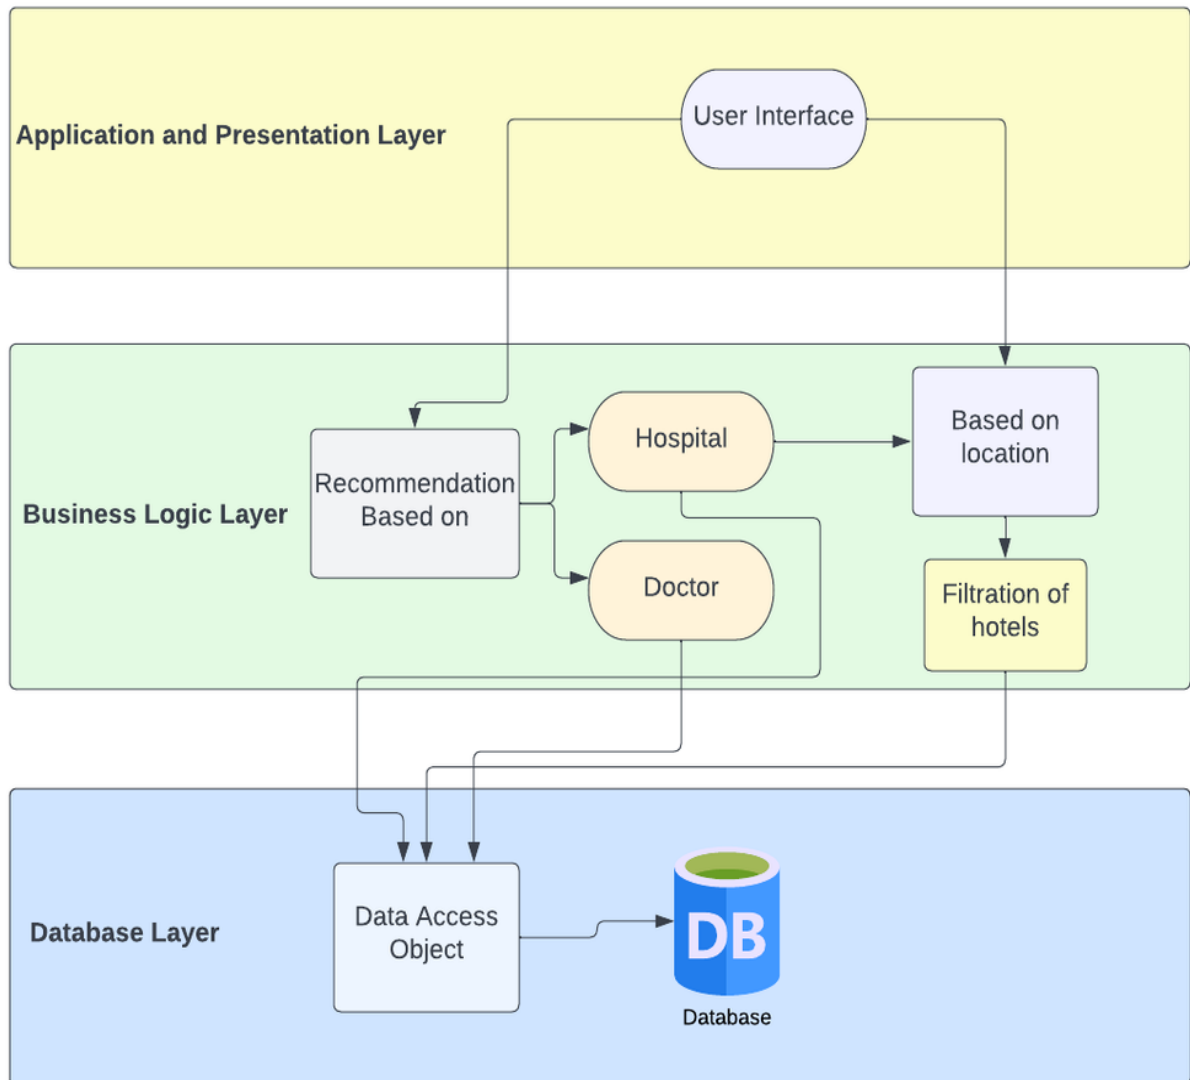 User Interface
Application and Presentation Layer
Based on
location
Hospital
Recommendation
Based on
Business Logic Layer
Doctor
Filtration of
hotels
Data Access
Object
Database Layer
DB
Database